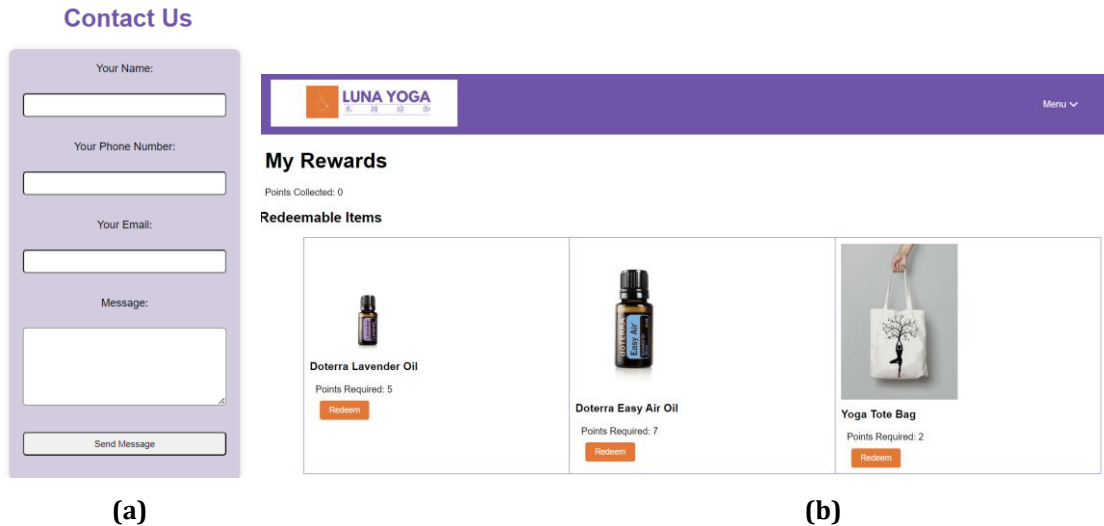 Contact Us
Your Name:
Your Phone Number:
Your Email:
Message:
Send Message
(a)
LUNA YOGA
Menu
My Rewards
Points Collected: 0
Redeemable Items
Doterra Lavender Oil
Points Required: 5
Redeem
Easy Air
Doterra Easy Air Oil
Points Required: 7
Redeem
Yoga Tote Bag
Points Required: 2
Redeem
(b)